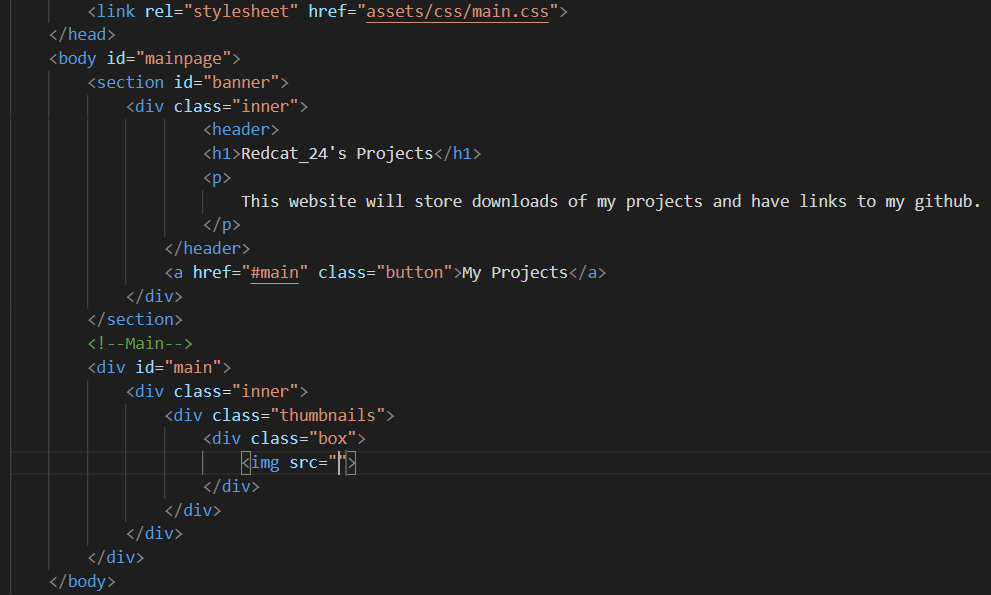 <link rel="stylesheet" href="assets/css/main.css">
</head>
<body id="mainpage">
<section id="banner">
<div class="inner">
<header>
<h1>Redcat_24's Projects</h1>
<p>
This website will store downloads of my projects and have links to my github.
</p>
</header>
<a href="#main" class="button">My Projects</a>
</div>
</section>
<!--Main-->
<div id="main">
<div class="inner">
<div class="thumbnails">
<div class="box">
<img src="">
</div>
</div>
</div>
</div>
</body>